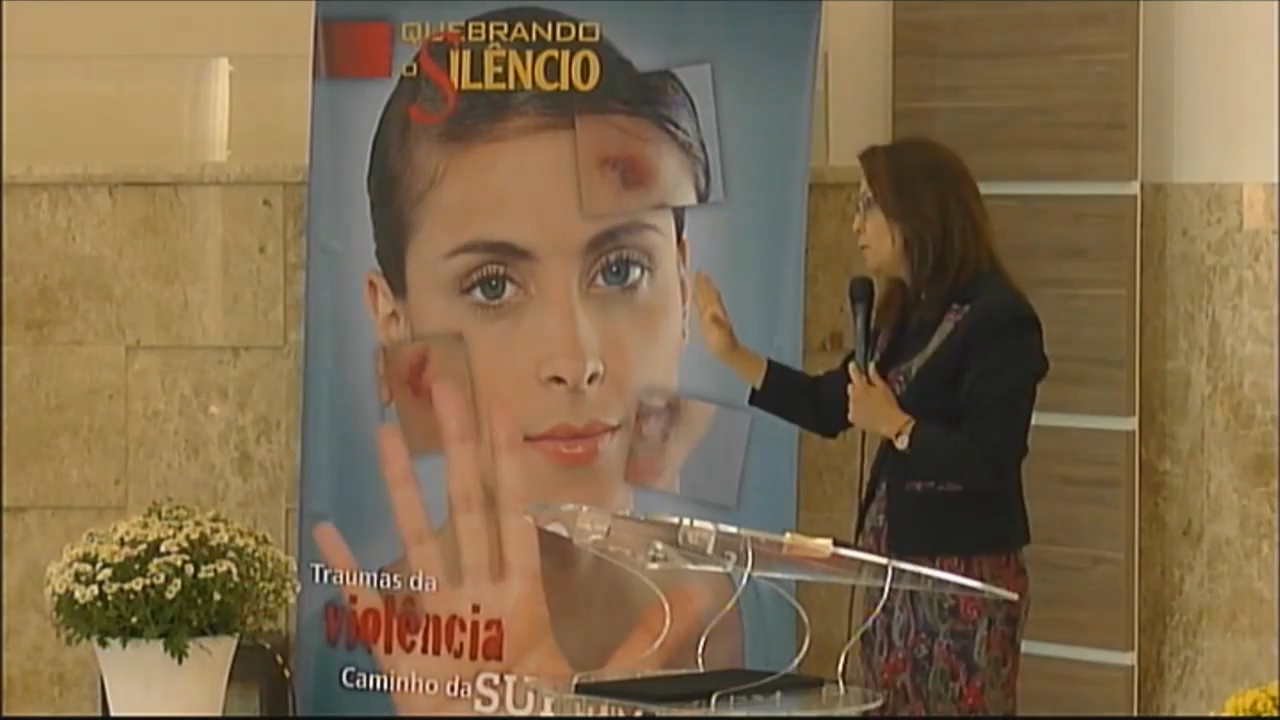 QUEBRANDO
O SILÊNCIO
Traumas da
violência
Caminho da